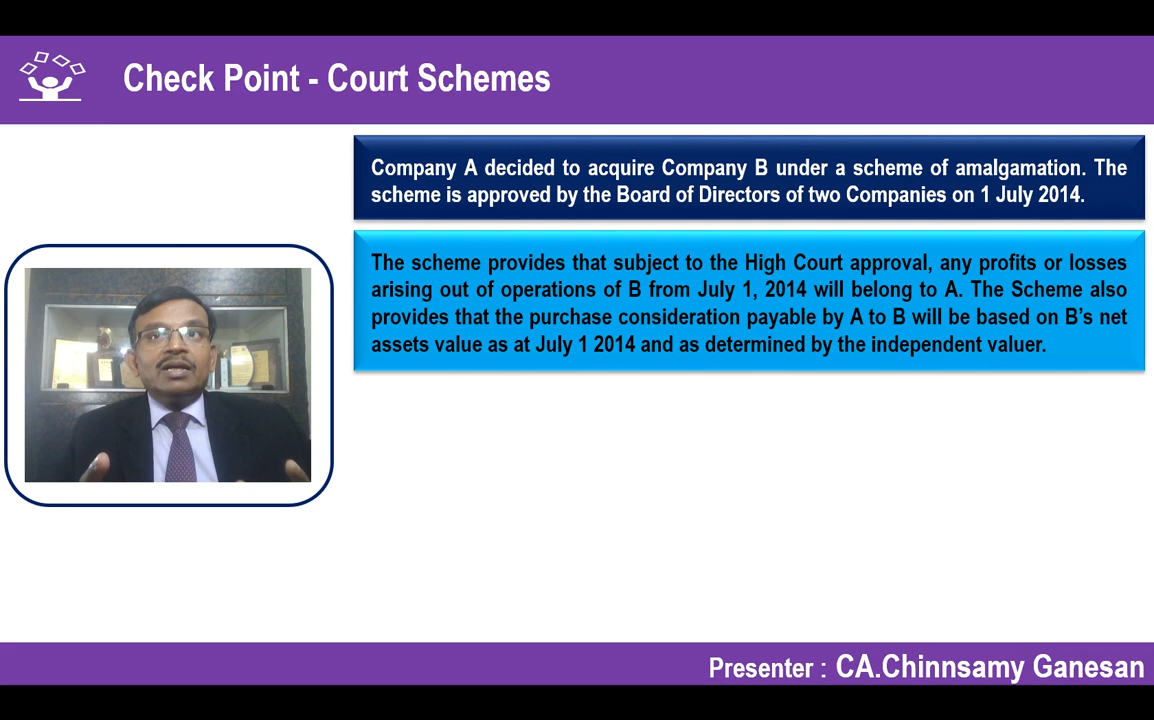 Check Point - Court Schemes
Company A decided to acquire Company B under a scheme of amalgamation. The
scheme is approved by the Board of Directors of two Companies on 1 July 2014.
The scheme provides that subject to the High Court approval, any profits or losses
arising out of operations of B from July 1, 2014 will belong to A. The Scheme also
provides that the purchase consideration payable by A to B will be based on B’s net
assets value as at July 1 2014 and as determined by the independent valuer.
Presenter : CA.Chinnsamy Ganesan